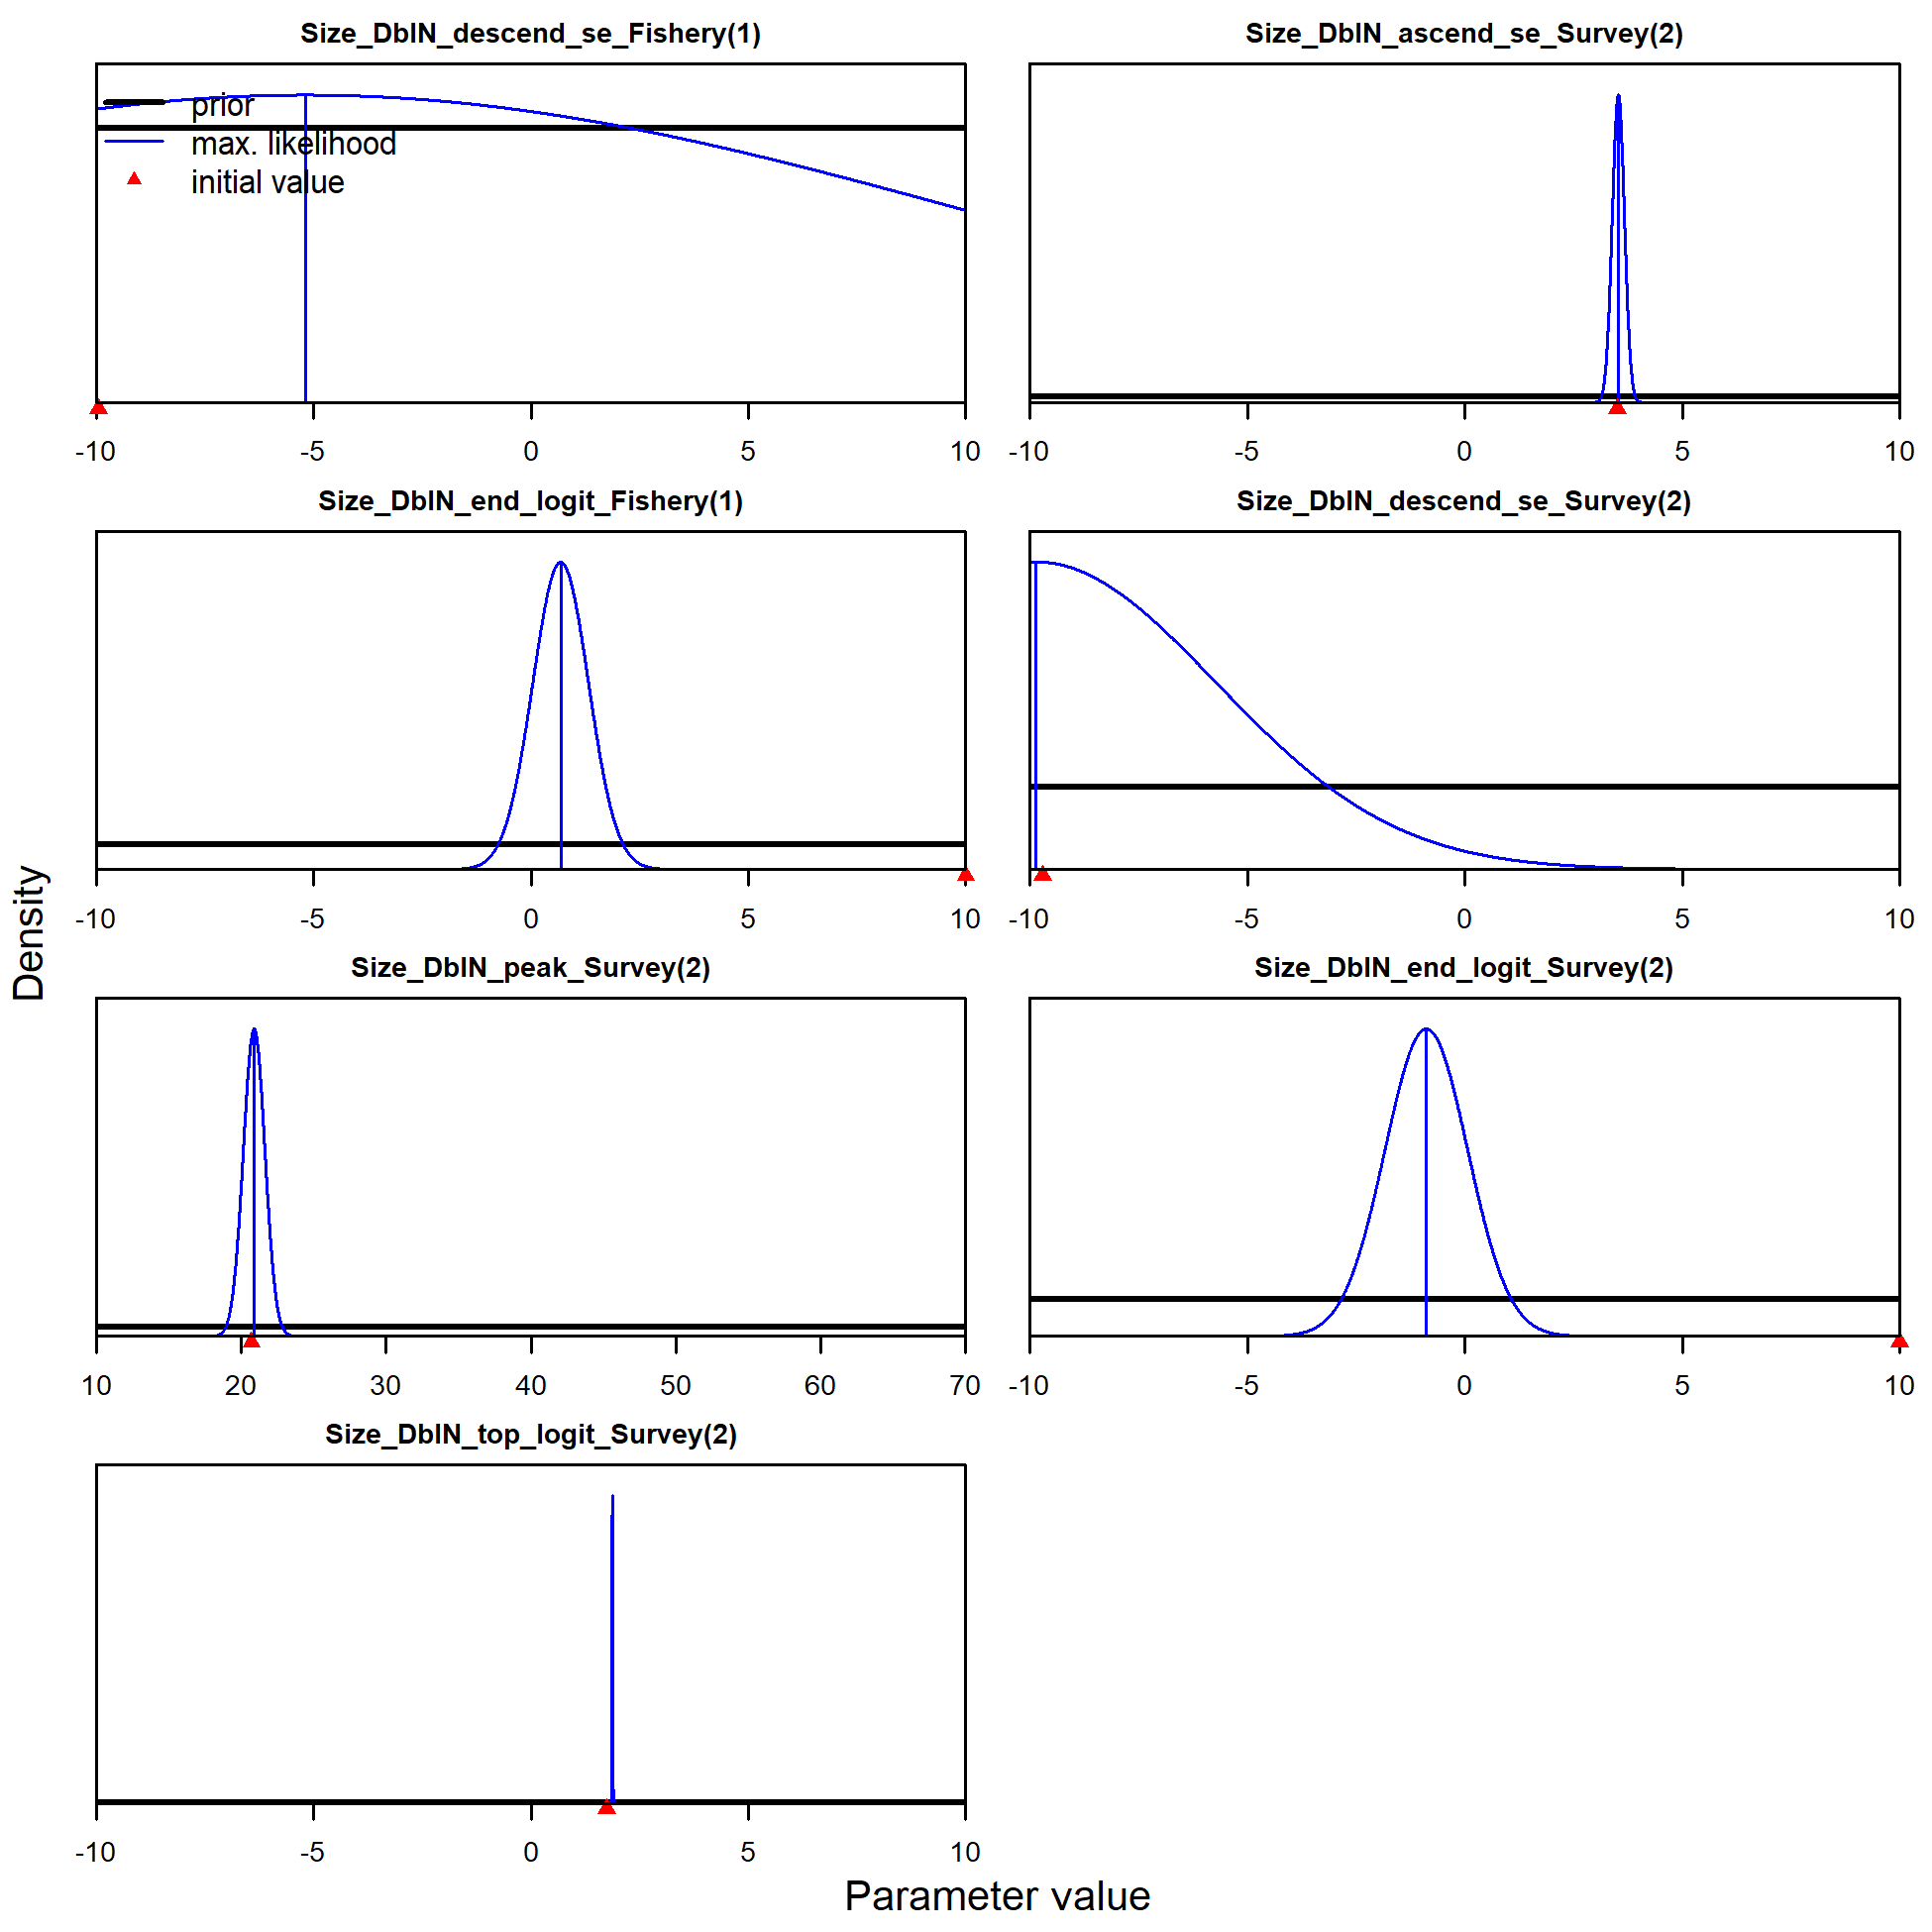 Size_DblN_descend_se_Fishery(1)
prior
max. likelihood
initial value
-10 -5 0 5 10
Size_DblN_ascend_se_Survey(2)
-10 -5 0 5 10
Size_DblN_end_logit_Fishery(1)
-10 -5 0 5 10
Size_DblN_descend_se_Survey(2)
-10 -5 0 5 10
Size_DblN_peak_Survey(2)
10 20 30 40 50 60 70
Size_DblN_end_logit_Survey(2)
-10 -5 0 5 10
Size_DblN_top_logit_Survey(2)
-10 -5 0 5 10
Density
Parameter value